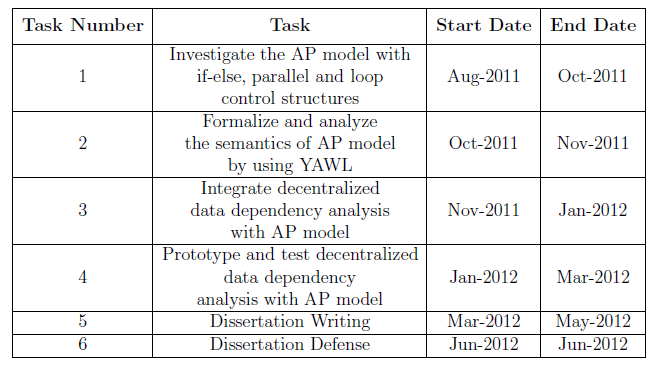 Task Number Task Start Date End Date
Investigate the AP model with
1 if-else, parallel and loop Aug-2011 Oct-2011
control structures
Formalize and analyze
2 the semantics of AP model Oct-2011 Nov-2011
by using YAWL
Integrate decentralized
3 data dependency analysis Nov-2011 Jan-2012
with AP model
Prototype and test decentralized
4 data dependency Jan-2012 Mar-2012
analysis with AP model
5 Dissertation Writing Mar-2012 May-2012
6 Dissertation Defense Jun-2012 Jun-2012